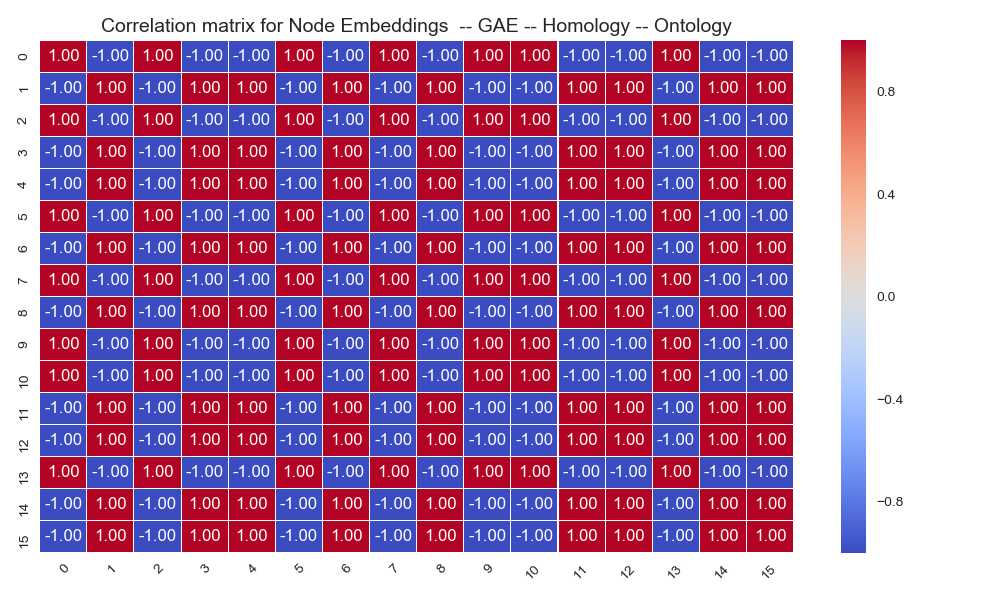 Correlation matrix for Node Embeddings -- GAE -- Homology -- Ontology
0 1.00 -1.00 1.00 -1.00 -1.00 1.00 -1.00 1.00 -1.00 1.00 1.00 -1.00 -1.00 1.00 -1.00 -1.00
1 -1.00 1.00 -1.00 1.00 1.00 -1.00 1.00 -1.00 1.00 -1.00 -1.00 1.00 1.00 -1.00 1.00 1.00
2 1.00 -1.00 1.00 -1.00 -1.00 1.00 -1.00 1.00 -1.00 1.00 1.00 -1.00 -1.00 1.00 -1.00 -1.00
3 -1.00 1.00 -1.00 1.00 1.00 -1.00 1.00 -1.00 1.00 -1.00 -1.00 1.00 1.00 -1.00 1.00 1.00
4 -1.00 1.00 -1.00 1.00 1.00 -1.00 1.00 -1.00 1.00 -1.00 -1.00 1.00 1.00 -1.00 1.00 1.00
5 1.00 -1.00 1.00 -1.00 -1.00 1.00 -1.00 1.00 -1.00 1.00 1.00 -1.00 -1.00 1.00 -1.00 -1.00
6 -1.00 1.00 -1.00 1.00 1.00 -1.00 1.00 -1.00 1.00 -1.00 -1.00 1.00 1.00 -1.00 1.00 1.00
7 1.00 -1.00 1.00 -1.00 -1.00 1.00 -1.00 1.00 -1.00 1.00 1.00 -1.00 -1.00 1.00 -1.00 -1.00
8 -1.00 1.00 -1.00 1.00 1.00 -1.00 1.00 -1.00 1.00 -1.00 -1.00 1.00 1.00 -1.00 1.00 1.00
9 1.00 -1.00 1.00 -1.00 -1.00 1.00 -1.00 1.00 -1.00 1.00 1.00 -1.00 -1.00 1.00 -1.00 -1.00
10 1.00 -1.00 1.00 -1.00 -1.00 1.00 -1.00 1.00 -1.00 1.00 1.00 -1.00 -1.00 1.00 -1.00 -1.00
11 -1.00 1.00 -1.00 1.00 1.00 -1.00 1.00 -1.00 1.00 -1.00 -1.00 1.00 1.00 -1.00 1.00 1.00
12 -1.00 1.00 -1.00 1.00 1.00 -1.00 1.00 -1.00 1.00 -1.00 -1.00 1.00 1.00 -1.00 1.00 1.00
13 1.00 -1.00 1.00 -1.00 -1.00 1.00 -1.00 1.00 -1.00 1.00 1.00 -1.00 -1.00 1.00 -1.00 -1.00
14 -1.00 1.00 -1.00 1.00 1.00 -1.00 1.00 -1.00 1.00 -1.00 -1.00 1.00 1.00 -1.00 1.00 1.00
15 -1.00 1.00 -1.00 1.00 1.00 -1.00 1.00 -1.00 1.00 -1.00 -1.00 1.00 1.00 -1.00 1.00 1.00
0 1 2 3 4 5 6 7 8 9 10 11 12 13 14 15
0.8
0.4
0.0
−0.4
−0.8